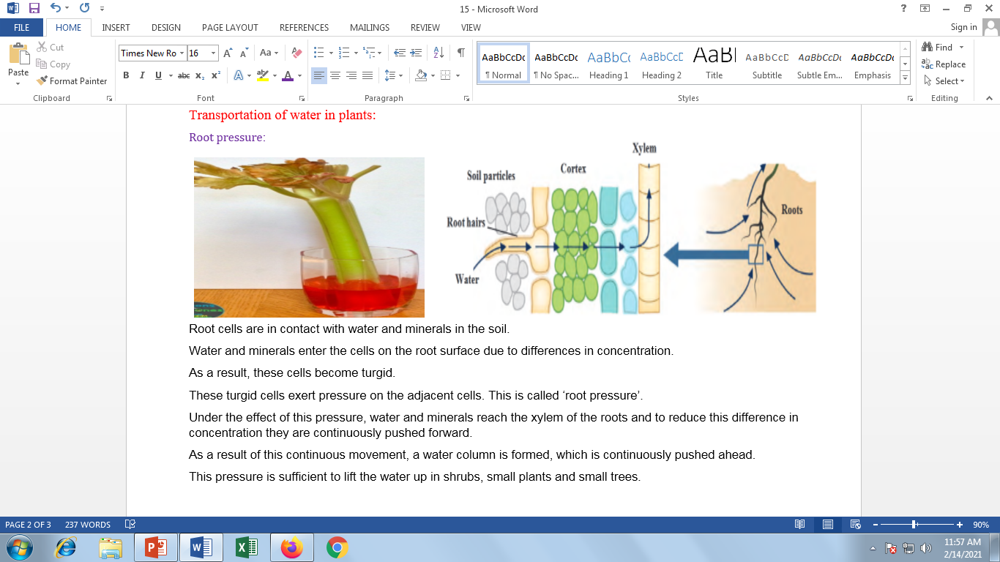 15 - Microsoft Word
FILE HOME INSERT DESIGN PAGE LAYOUT REFERENCES MAILINGS REVIEW VIEW Sign in
Paste
Cut
Copy
Format Painter
Clipboard
Times New Ro 16
Font
Paragraph
AaBbCcDc AaBbCcDc AaBbCc AaBbCcD AaBl AaBbCcD AaBbCcDc AaBbCcDc
¶ Normal ¶ No Spac... Heading 1 Heading 2 Title Subtitle Subtle Em... Emphasis
Styles
Find
Replace
Select
Editing
Transportation of water in plants:
Root pressure:
Xylem
Cortex
Soil particles
Root hairs
Water
Roots
Root cells are in contact with water and minerals in the soil.
Water and minerals enter the cells on the root surface due to differences in concentration.
As a result, these cells become turgid.
These turgid cells exert pressure on the adjacent cells. This is called ‘root pressure’.
Under the effect of this pressure, water and minerals reach the xylem of the roots and to reduce this difference in
concentration they are continuously pushed forward.
As a result of this continuous movement, a water column is formed, which is continuously pushed ahead.
This pressure is sufficient to lift the water up in shrubs, small plants and small trees.
PAGE 2 OF 3 237 WORDS 90%
11:57 AM
2/14/2021